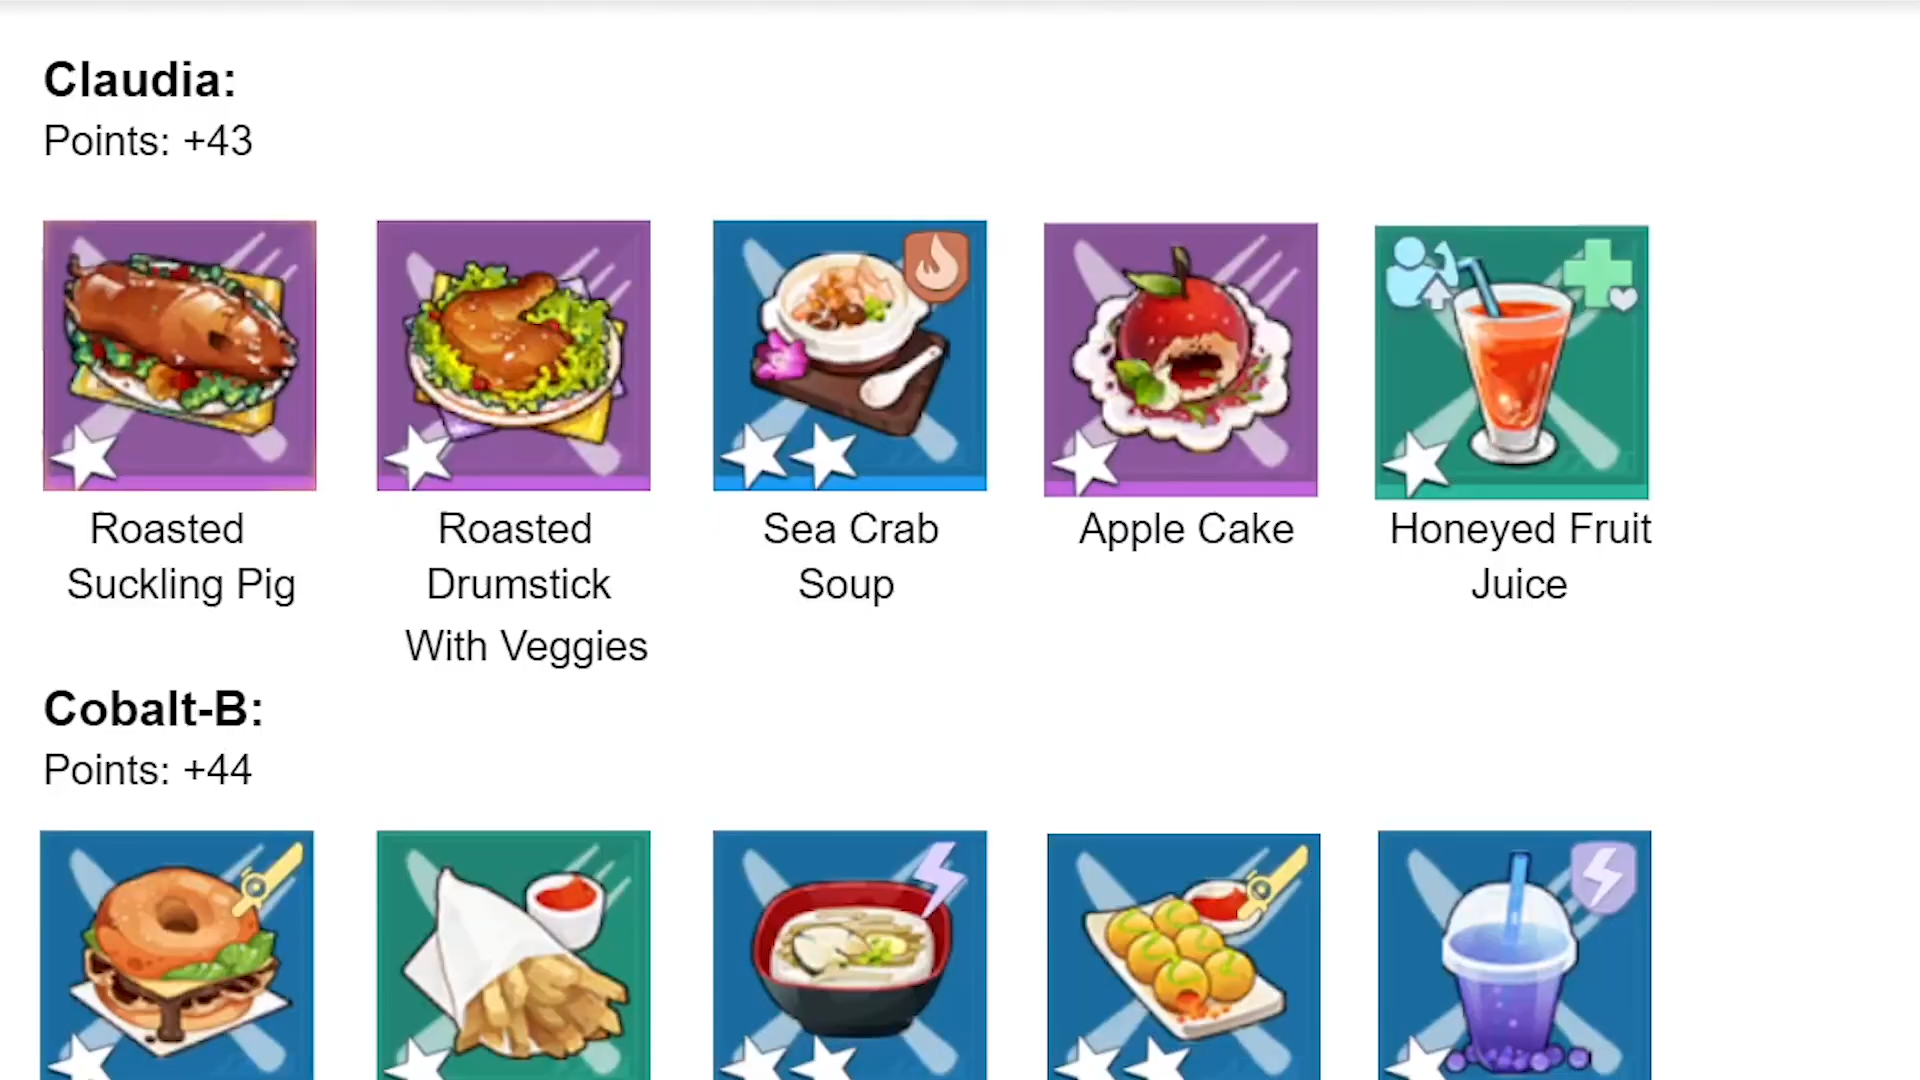 Claudia:
Points: +43
Roasted
Suckling Pig
Roasted
Drumstick
With Veggies
Sea Crab
Soup
Apple Cake
Honeyed Fruit
Juice
Cobalt-B:
Points: +44